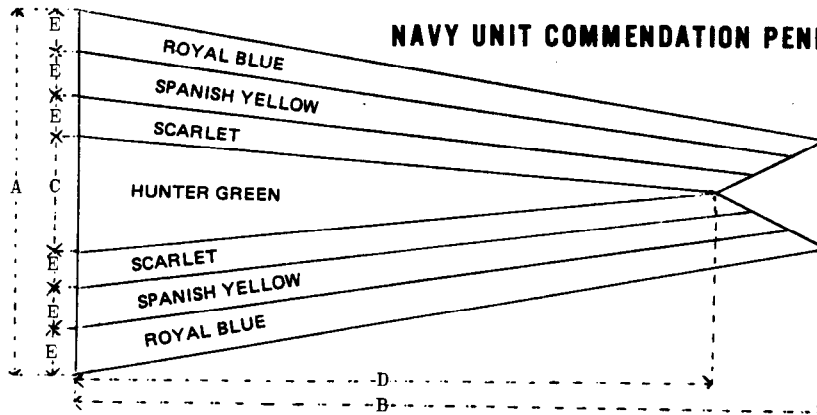 NAVY UNIT COMMENDATION PEN
E
ROYAL BLUE
E
SPANISH YELLOW
E
SCARLET
A
C
HUNTER GREEN
E
SCARLET
E
SPANISH YELLOW
E
ROYAL BLUE
D
B